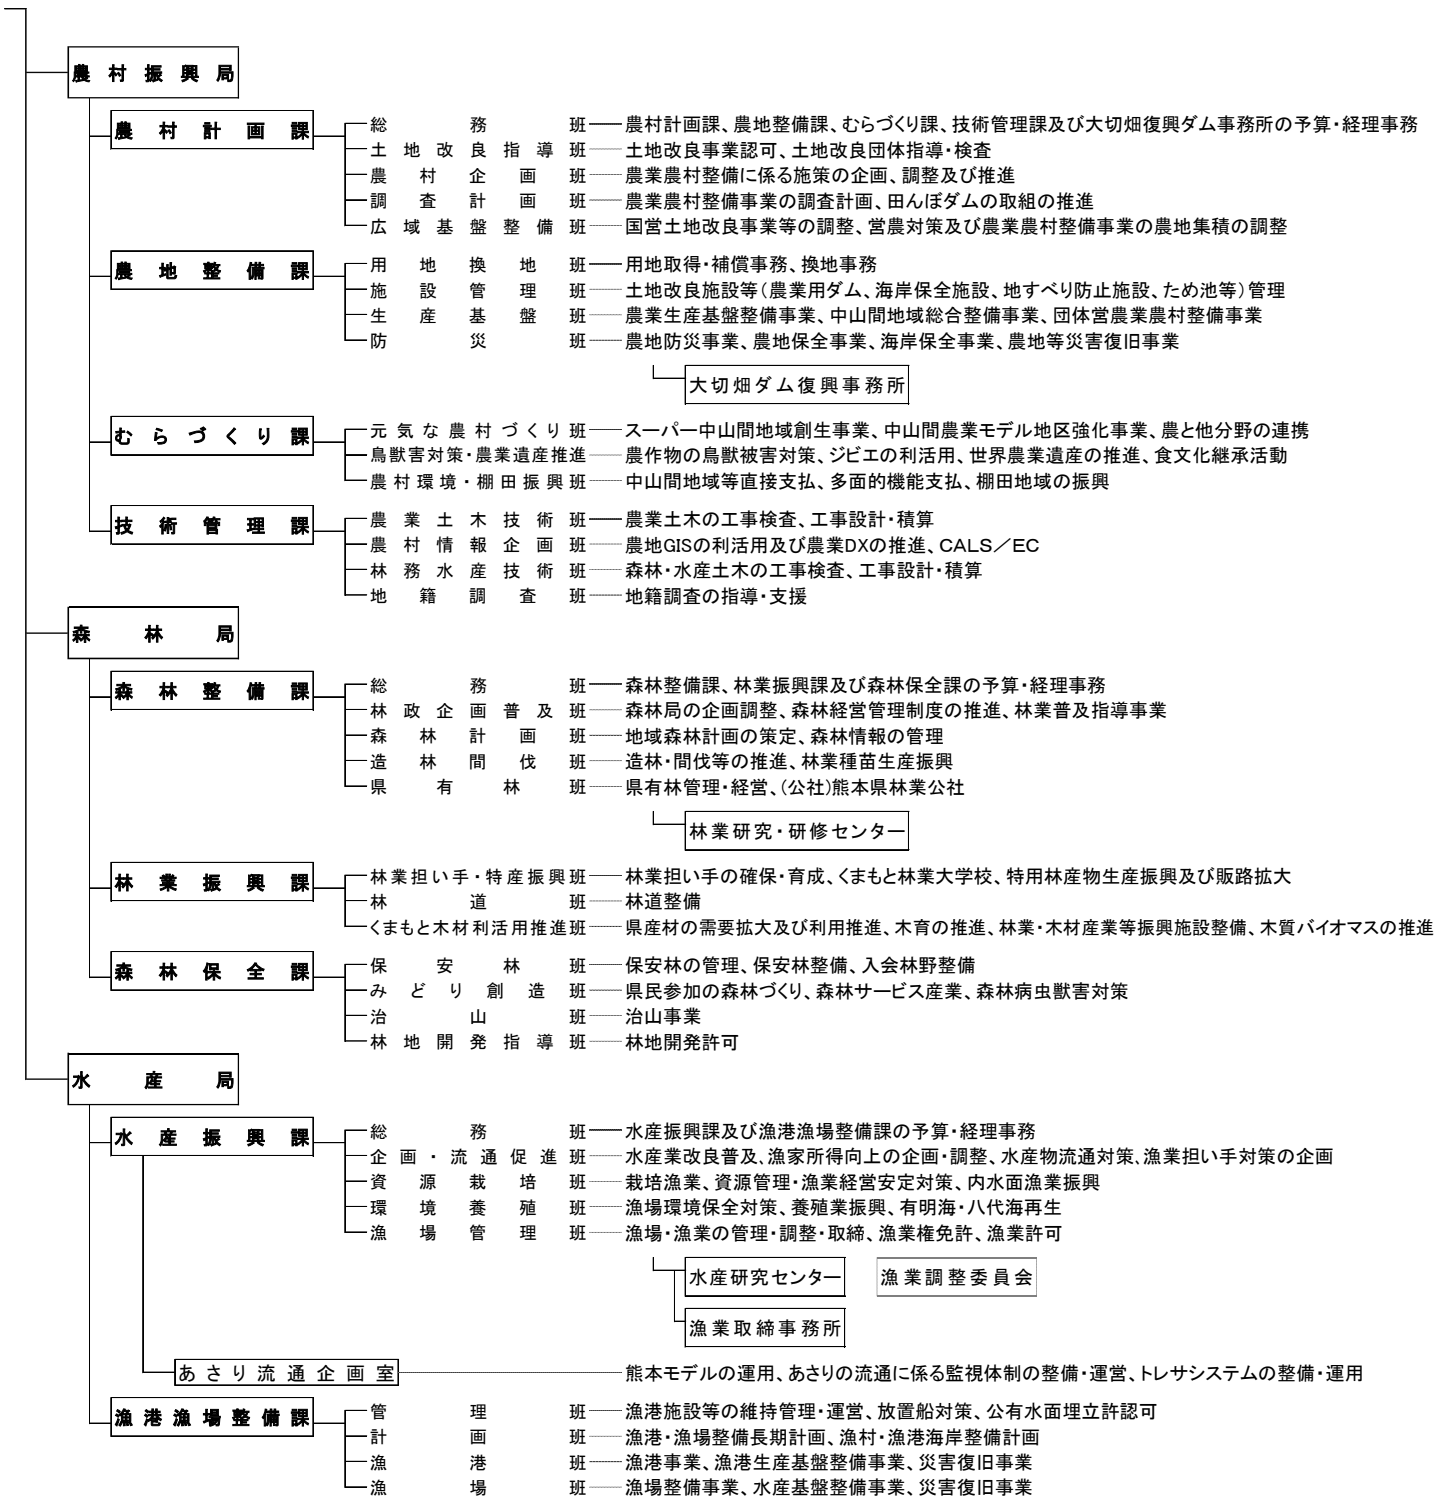 農村振興局
農村計画課
総務班 農村計画課、農地整備課、むらづくり課、技術管理課及び大切畑復興ダム事務所の予算・経理事務
土地改良指導班 土地改良事業認可、土地改良団体指導・検査
農村企画班 農業農村整備に係る施策の企画、調整及び推進
調査計画班 農業農村整備事業の調査計画、田んぼダムの取組の推進
広域基盤整備班 国営土地改良事業等の調整、営農対策及び農業農村整備事業の農地集積の調整
農地整備課
用地換地班 用地取得・補償事務、換地事務
施設管理班 土地改良施設等(農業用ダム、海岸保全施設、地すべり防止施設、ため池等)管理
生産基盤班 農業生産基盤整備事業、中山間地域総合整備事業、団体営農業農村整備事業
防災班 農地防災事業、農地保全事業、海岸保全事業、農地等災害復旧事業
大切畑ダム復興事務所
むらづくり課
元気な農村づくり班 スーパー中山間地域創生事業、中山間農業モデル地区強化事業、農と他分野の連携
鳥獣害対策・農業遺産推進 農作物の鳥獣被害対策、ジビエの利活用、世界農業遺産の推進、食文化継承活動
農村環境・棚田振興班 中山間地域等直接支払、多面的機能支払、棚田地域の振興
技術管理課
農業土木技術班 農業土木の工事検査、工事設計・積算
農村情報企画班 農地GISの利活用及び農業DXの推進、CALS/EC
林務水産技術班 森林・水産土木の工事検査、工事設計・積算
地籍調査班 地籍調査の指導・支援
森林局
森林整備課
総務班 森林整備課、林業振興課及び森林保全課の予算・経理事務
林政企画普及班 森林局の企画調整、森林経営管理制度の推進、林業普及指導事業
森林計画班 地域森林計画の策定、森林情報の管理
造林間伐班 造林・間伐等の推進、林業種苗生産振興
県有林班 県有林管理・経営、(公社)熊本県林業公社
林業研究・研修センター
林業振興課
林業担い手・特産振興班 林業担い手の確保・育成、くまもと林業大学校、特用林産物生産振興及び販路拡大
林道班 林道整備
くまもと木材利活用推進班 県産材の需要拡大及び利用推進、木育の推進、林業・木材産業等振興施設整備、木質バイオマスの推進
森林保全課
保安林班 保安林の管理、保安林整備、入会林野整備
みどり創造班 県民参加の森林づくり、森林サービス産業、森林病虫獣害対策
治山班 治山事業
林地開発指導班 林地開発許可
水産局
水産振興課
総務班 水産振興課及び漁港漁場整備課の予算・経理事務
企画・流通促進班 水産業改良普及、漁家所得向上の企画・調整、水産物流通対策、漁業担い手対策の企画
資源栽培班 栽培漁業、資源管理・漁業経営安定対策、内水面漁業振興
環境養殖班 漁場環境保全対策、養殖業振興、有明海・八代海再生
漁場管理班 漁場・漁業の管理・調整・取締、漁業権免許、漁業許可
水産研究センター 漁業調整委員会
漁業取締事務所
あさり流通企画室 熊本モデルの運用、あさりの流通に係る監視体制の整備・運営、トレサシステムの整備・運用
漁港漁場整備課
管理班 漁港施設等の維持管理・運営、放置船対策、公有水面埋立許認可
計画班 漁港・漁場整備長期計画、漁村・漁港海岸整備計画
漁港班 漁港事業、漁港生産基盤整備事業、災害復旧事業
漁場班 漁場整備事業、水産基盤整備事業、災害復旧事業